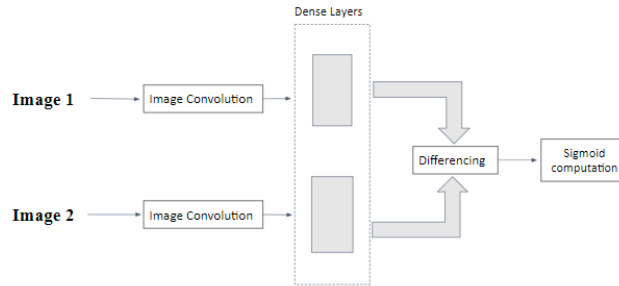 Dense Layers
Image 1
Image Convolution
Differencing
Sigmoid
computation
Image 2
Image Convolution